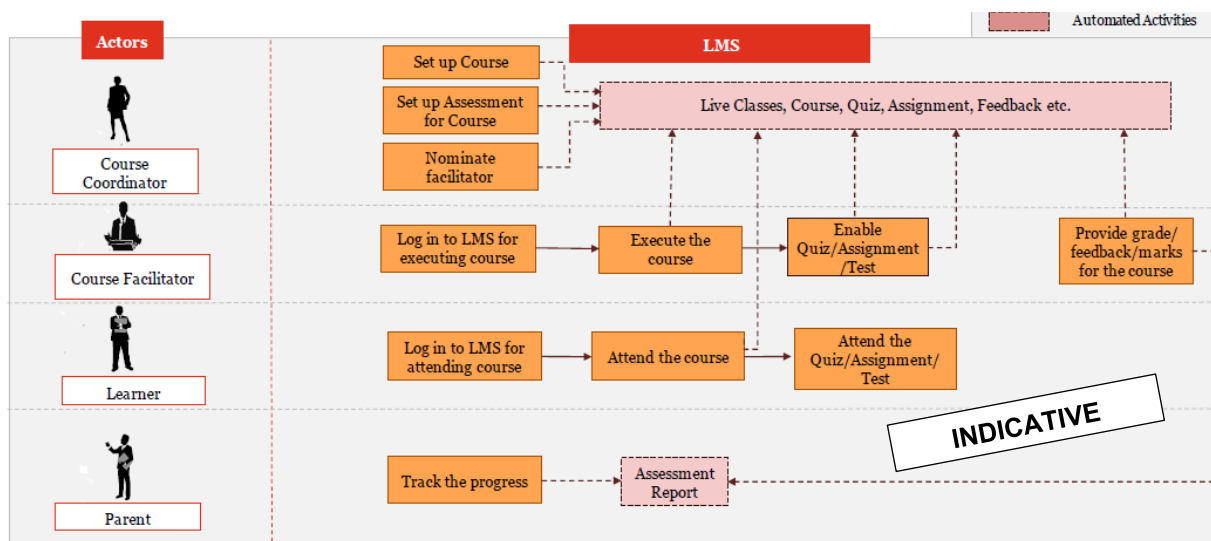 Automated Activities
Actors
LMS
Set up Course
Set up Assessment
for Course
Live Classes, Course, Quiz, Assignment, Feedback etc.
Nominate
facilitator
Course
Coordinator
Log in to LMS for
executing course
Execute the
course
Enable
Quiz/Assignment
/Test
Provide grade/
feedback/marks
for the course
Course Facilitator
Log in to LMS for
attending course
Attend the course
Attend the
Quiz/Assignment/
Test
Learner
INDICATIVE
Track the progress
Assessment
Report
Parent